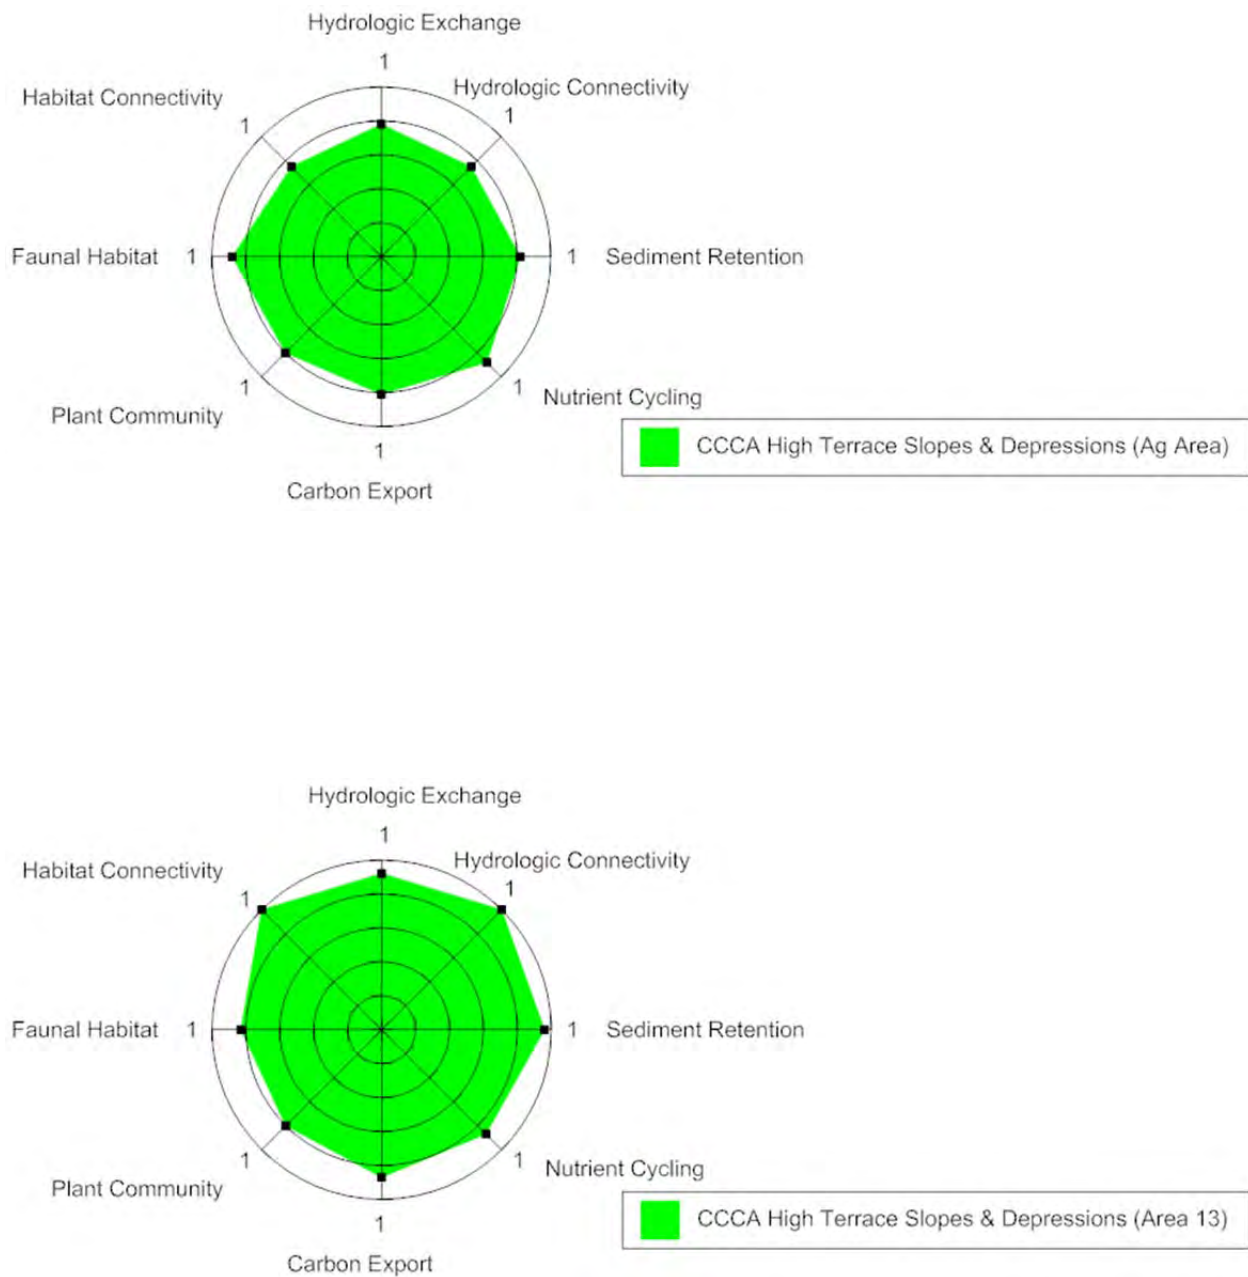 Hydrologic Exchange
1
Hydrologic Connectivity
1
Habitat Connectivity
1
Faunal Habitat 1
1 Sediment Retention
1
Plant Community
1
Nutrient Cycling
1
Carbon Export
CCCA High Terrace Slopes & Depressions (Ag Area)
Hydrologic Exchange
1
Hydrologic Connectivity
1
Habitat Connectivity
1
Faunal Habitat 1
1 Sediment Retention
1
Plant Community
1
Nutrient Cycling
1
Carbon Export
CCCA High Terrace Slopes & Depressions (Area 13)